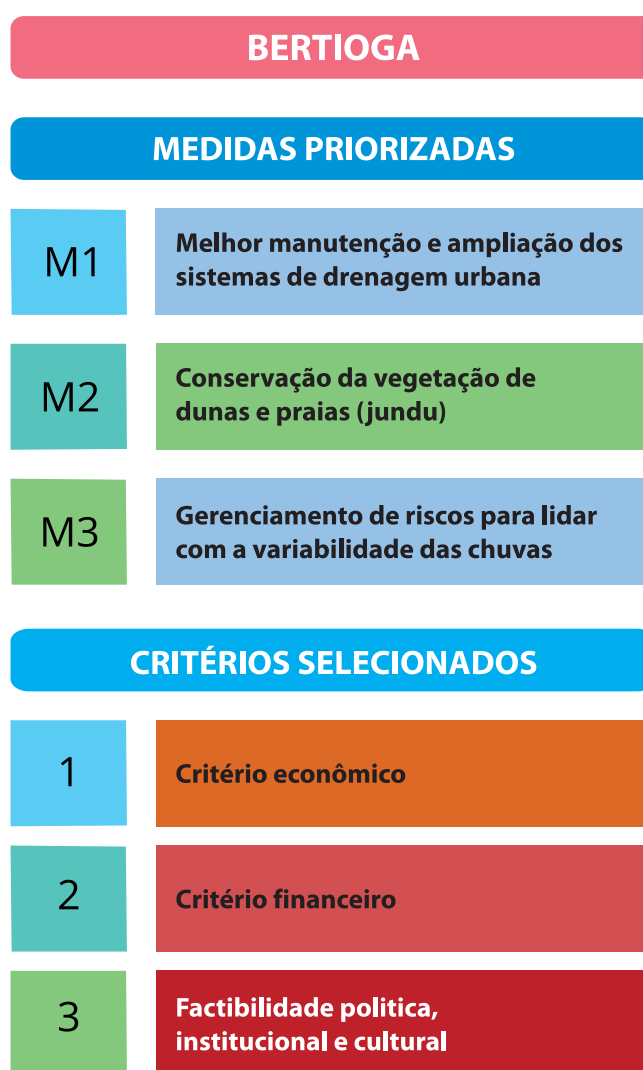 BERTIOGA
MEDIDAS PRIORIZADAS
M1
Melhor manutenção e ampliação dos
sistemas de drenagem urbana
M2
Conservação da vegetação de
dunas e praias (jundu)
M3
Gerenciamento de riscos para lidar
com a variabilidade das chuvas
CRITÉRIOS SELECIONADOS
1
Critério econômico
2
Critério financeiro
3
Factibilidade politica,
institucional e cultural